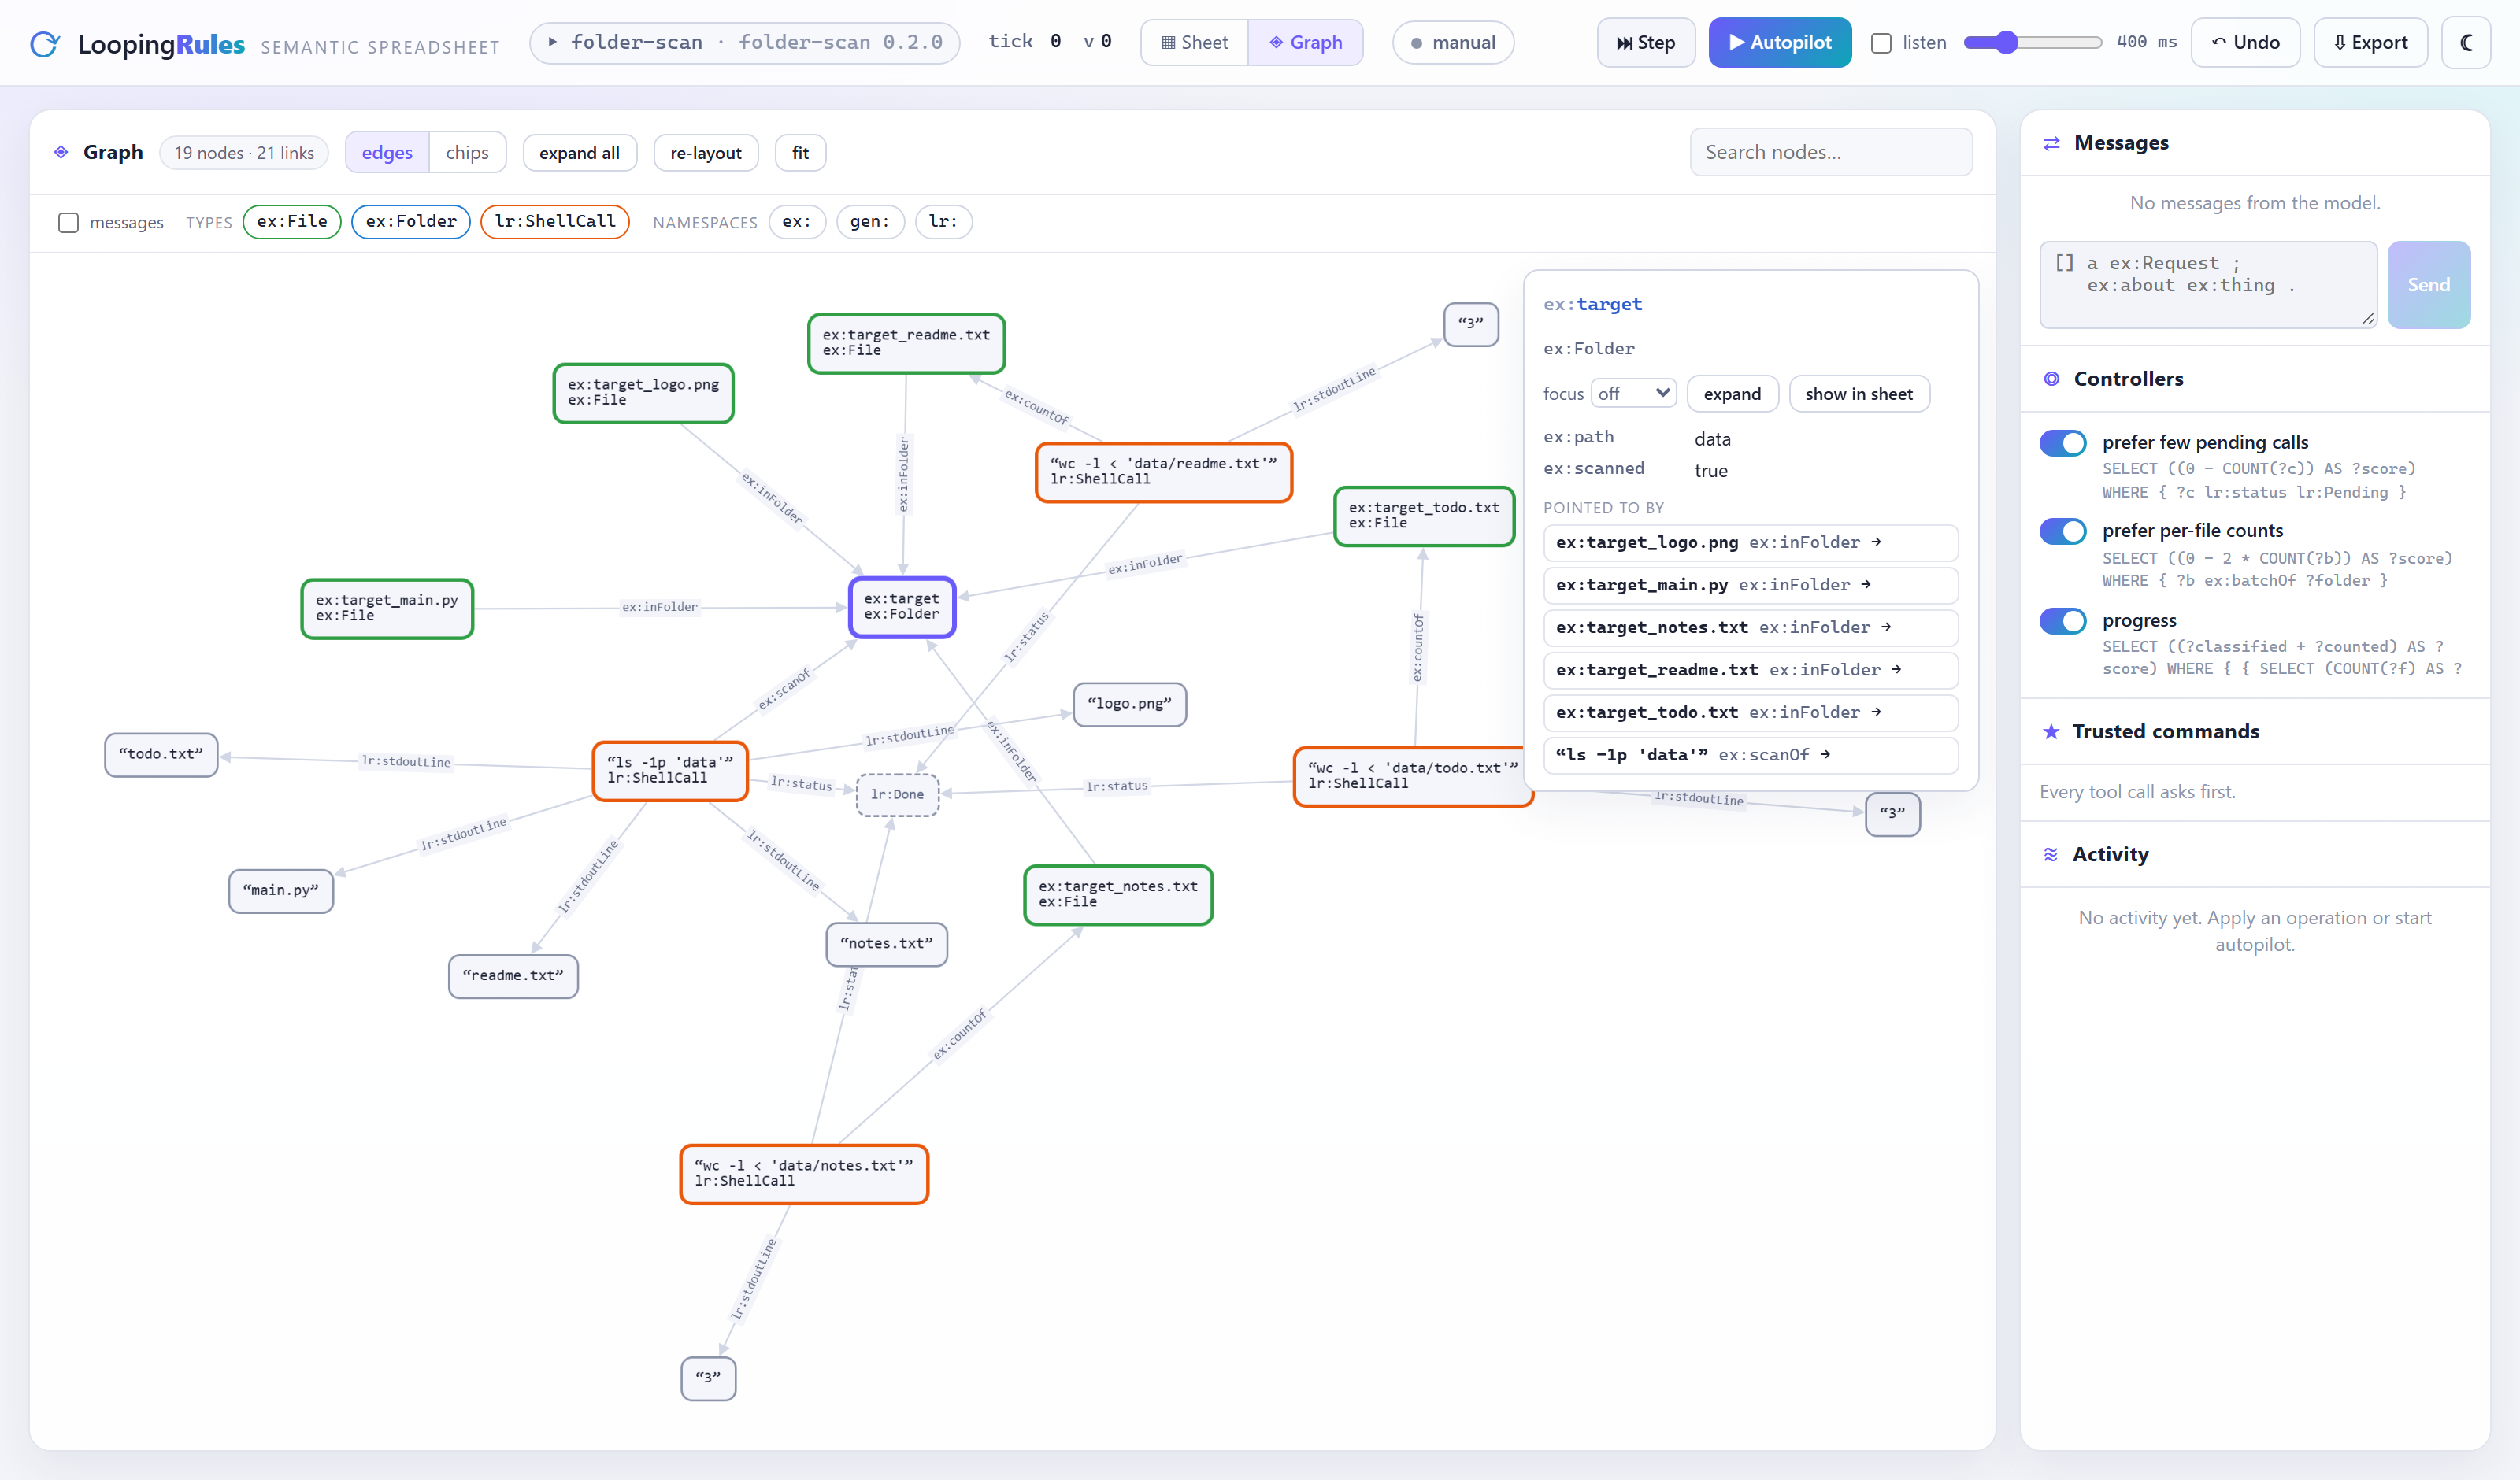 LoopingRules SEMANTIC SPREADSHEET
folder-scan · folder-scan 0.2.0
tick 0 v 0
Sheet
Graph
manual
Step
Autopilot
listen
400 ms
Undo
Export
Graph
19 nodes · 21 links
edges
chips
expand all
re-layout
fit
Search nodes...
messages
TYPES
ex:File
ex:Folder
lr:ShellCall
NAMESPACES
ex:
gen:
lr:
ex:target_readme.txt
ex:File
“3”
ex:target_logo.png
ex:File
ex:countOf
lr:stdoutLine
“wc -l < 'data/readme.txt'”
lr:ShellCall
ex:inFolder
ex:inFolder
ex:target_todo.txt
ex:File
ex:inFolder
ex:target_main.py
ex:File
ex:inFolder
ex:target
ex:Folder
lr:status
ex:countOf
ex:scanOf
“logo.png”
lr:stdoutLine
ex:inFolder
“todo.txt”
lr:stdoutLine
“ls -1p 'data'”
lr:ShellCall
lr:status
lr:Done
lr:status
“wc -l < 'data/todo.txt'”
lr:ShellCall
lr:stdoutLine
“3”
lr:stdoutLine
“main.py”
lr:stdoutLine
lr:stdoutLine
ex:target_notes.txt
ex:File
“notes.txt”
“readme.txt”
lr:stat
ex:countOf
“wc -l < 'data/notes.txt'”
lr:ShellCall
lr:stdoutLine
“3”
ex:target
ex:Folder
focus off
expand
show in sheet
ex:path data
ex:scanned true
POINTED TO BY
ex:target_logo.png ex:inFolder →
ex:target_main.py ex:inFolder →
ex:target_notes.txt ex:inFolder →
ex:target_readme.txt ex:inFolder →
ex:target_todo.txt ex:inFolder →
“ls -1p 'data'” ex:scanOf →
Messages
No messages from the model.
[] a ex:Request ;
ex:about ex:thing .
Send
Controllers
prefer few pending calls
SELECT ((0 - COUNT(?c)) AS ?score)
WHERE { ?c lr:status lr:Pending }
prefer per-file counts
SELECT ((0 - 2 * COUNT(?b)) AS ?score)
WHERE { ?b ex:batchOf ?folder }
progress
SELECT ((?classified + ?counted) AS ?
score) WHERE { { SELECT (COUNT(?f) AS ?
Trusted commands
Every tool call asks first.
Activity
No activity yet. Apply an operation or start
autopilot.